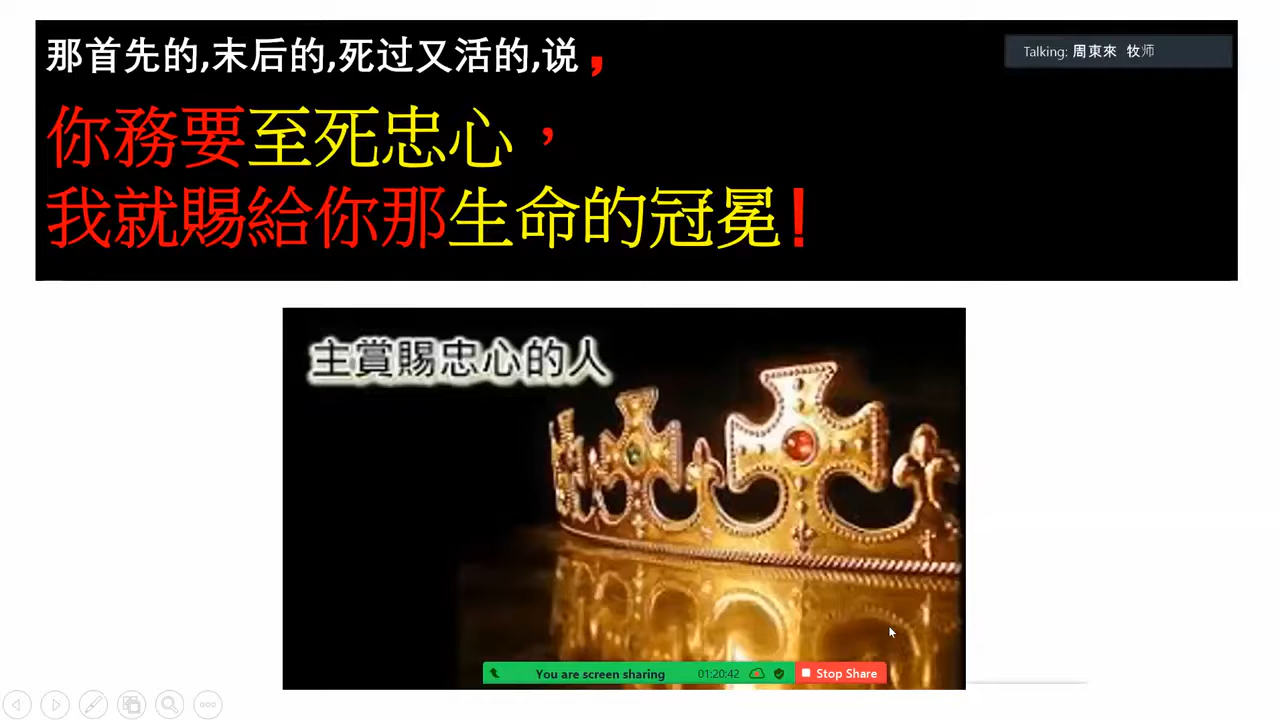 那首先的,末后的,死过又活的,说，
Talking: 周東來 牧师
你務要至死忠心，
我就賜給你那生命的冠冕！
主賞賜忠心的人
You are screen sharing 01:20:42 Stop Share